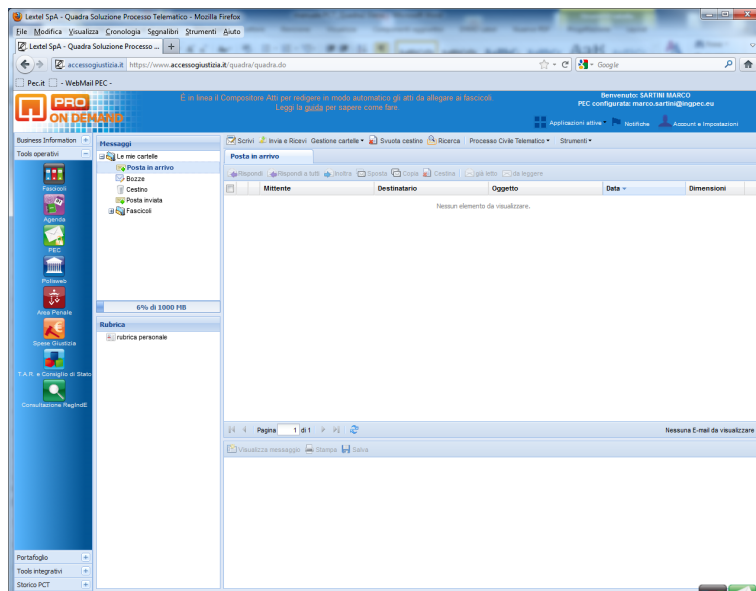 Lextel SpA - Quadra Soluzione Processo Telematico - Mozilla Firefox
File Modifica Visualizza Cronologia Segnalibri Strumenti Aiuto
Lextel SpA - Quadra Soluzione Processo ... +
accessogiustizia.it https://www.accessogiustizia.it/quadra/quadra.do
Google
Pec.it - WebMail PEC -
PRO
ON DEMAND
È in linea il Compositore Atti per redigere in modo automatico gli atti da allegare ai fascicoli.
Leggi la guida per sapere come fare.
Benvenuto: SARTINI MARCO
PEC configurata: marco.sartini@ingpec.eu
Applicazioni attive Notifiche Account e Impostazioni
Business Information
Tools operativi
Fascicoli
Agenda
PEC
Polisweb
Area Penale
Spese Giustizia
T.A.R. e Consiglio di Stato
Consultazione RegIndE
Portafoglio
Tools integrativi
Storico PCT
Messaggi
Le mie cartelle
Posta in arrivo
Bozze
Cestino
Posta inviata
Fascicoli
6% di 1000 MB
Rubrica
rubrica personale
Scrivi Invia e Ricevi Gestione cartelle Svuota cestino Ricerca Processo Civile Telematico Strumenti
Posta in arrivo
Rispondi Rispondi a tutti Inoltra Sposta Copia Cestina già letto da leggere
Mittente Destinatario Oggetto Data Dimensioni
Nessun elemento da visualizzare.
Pagina 1 di 1
Nessuna E-mail da visualizzare
Visualizza messaggio Stampa Salva